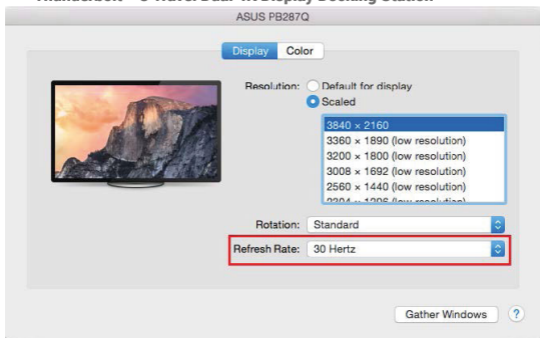 ASUS PB287Q
Display Color
Resolution: Default for display
Scaled
3840 × 2160
3360 × 1890 (low resolution)
3200 × 1800 (low resolution)
3008 × 1692 (low resolution)
2560 × 1440 (low resolution)
Rotation: Standard
Refresh Rate: 30 Hertz
Gather Windows ?